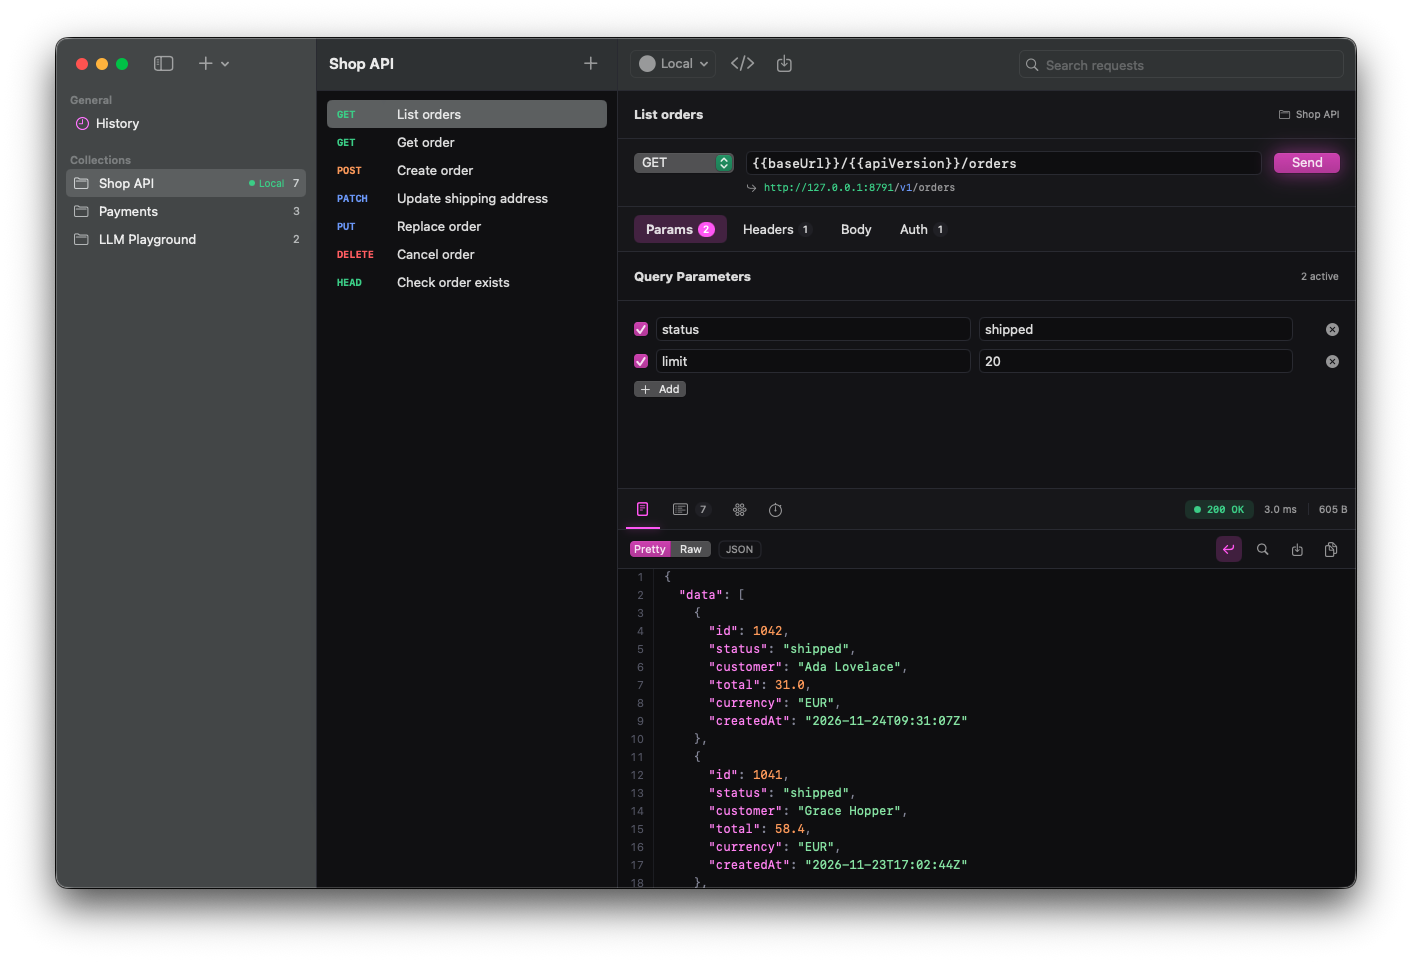 General
History
Collections
Shop API Local 7
Payments 3
LLM Playground 2
Shop API
GET List orders
GET Get order
POST Create order
PATCH Update shipping address
PUT Replace order
DELETE Cancel order
HEAD Check order exists
Local </> Search requests
List orders Shop API
GET {{baseUrl}}/{{apiVersion}}/orders Send
http://127.0.0.1:8791/v1/orders
Params 2 Headers 1 Body Auth 1
Query Parameters 2 active
status shipped
limit 20
+ Add
7 200 OK 3.0 ms 605 B
Pretty Raw JSON
1 {
2 "data": [
3 {
4 "id": 1042,
5 "status": "shipped",
6 "customer": "Ada Lovelace",
7 "total": 31.0,
8 "currency": "EUR",
9 "createdAt": "2026-11-24T09:31:07Z"
10 },
11 {
12 "id": 1041,
13 "status": "shipped",
14 "customer": "Grace Hopper",
15 "total": 58.4,
16 "currency": "EUR",
17 "createdAt": "2026-11-23T17:02:44Z"
18 },